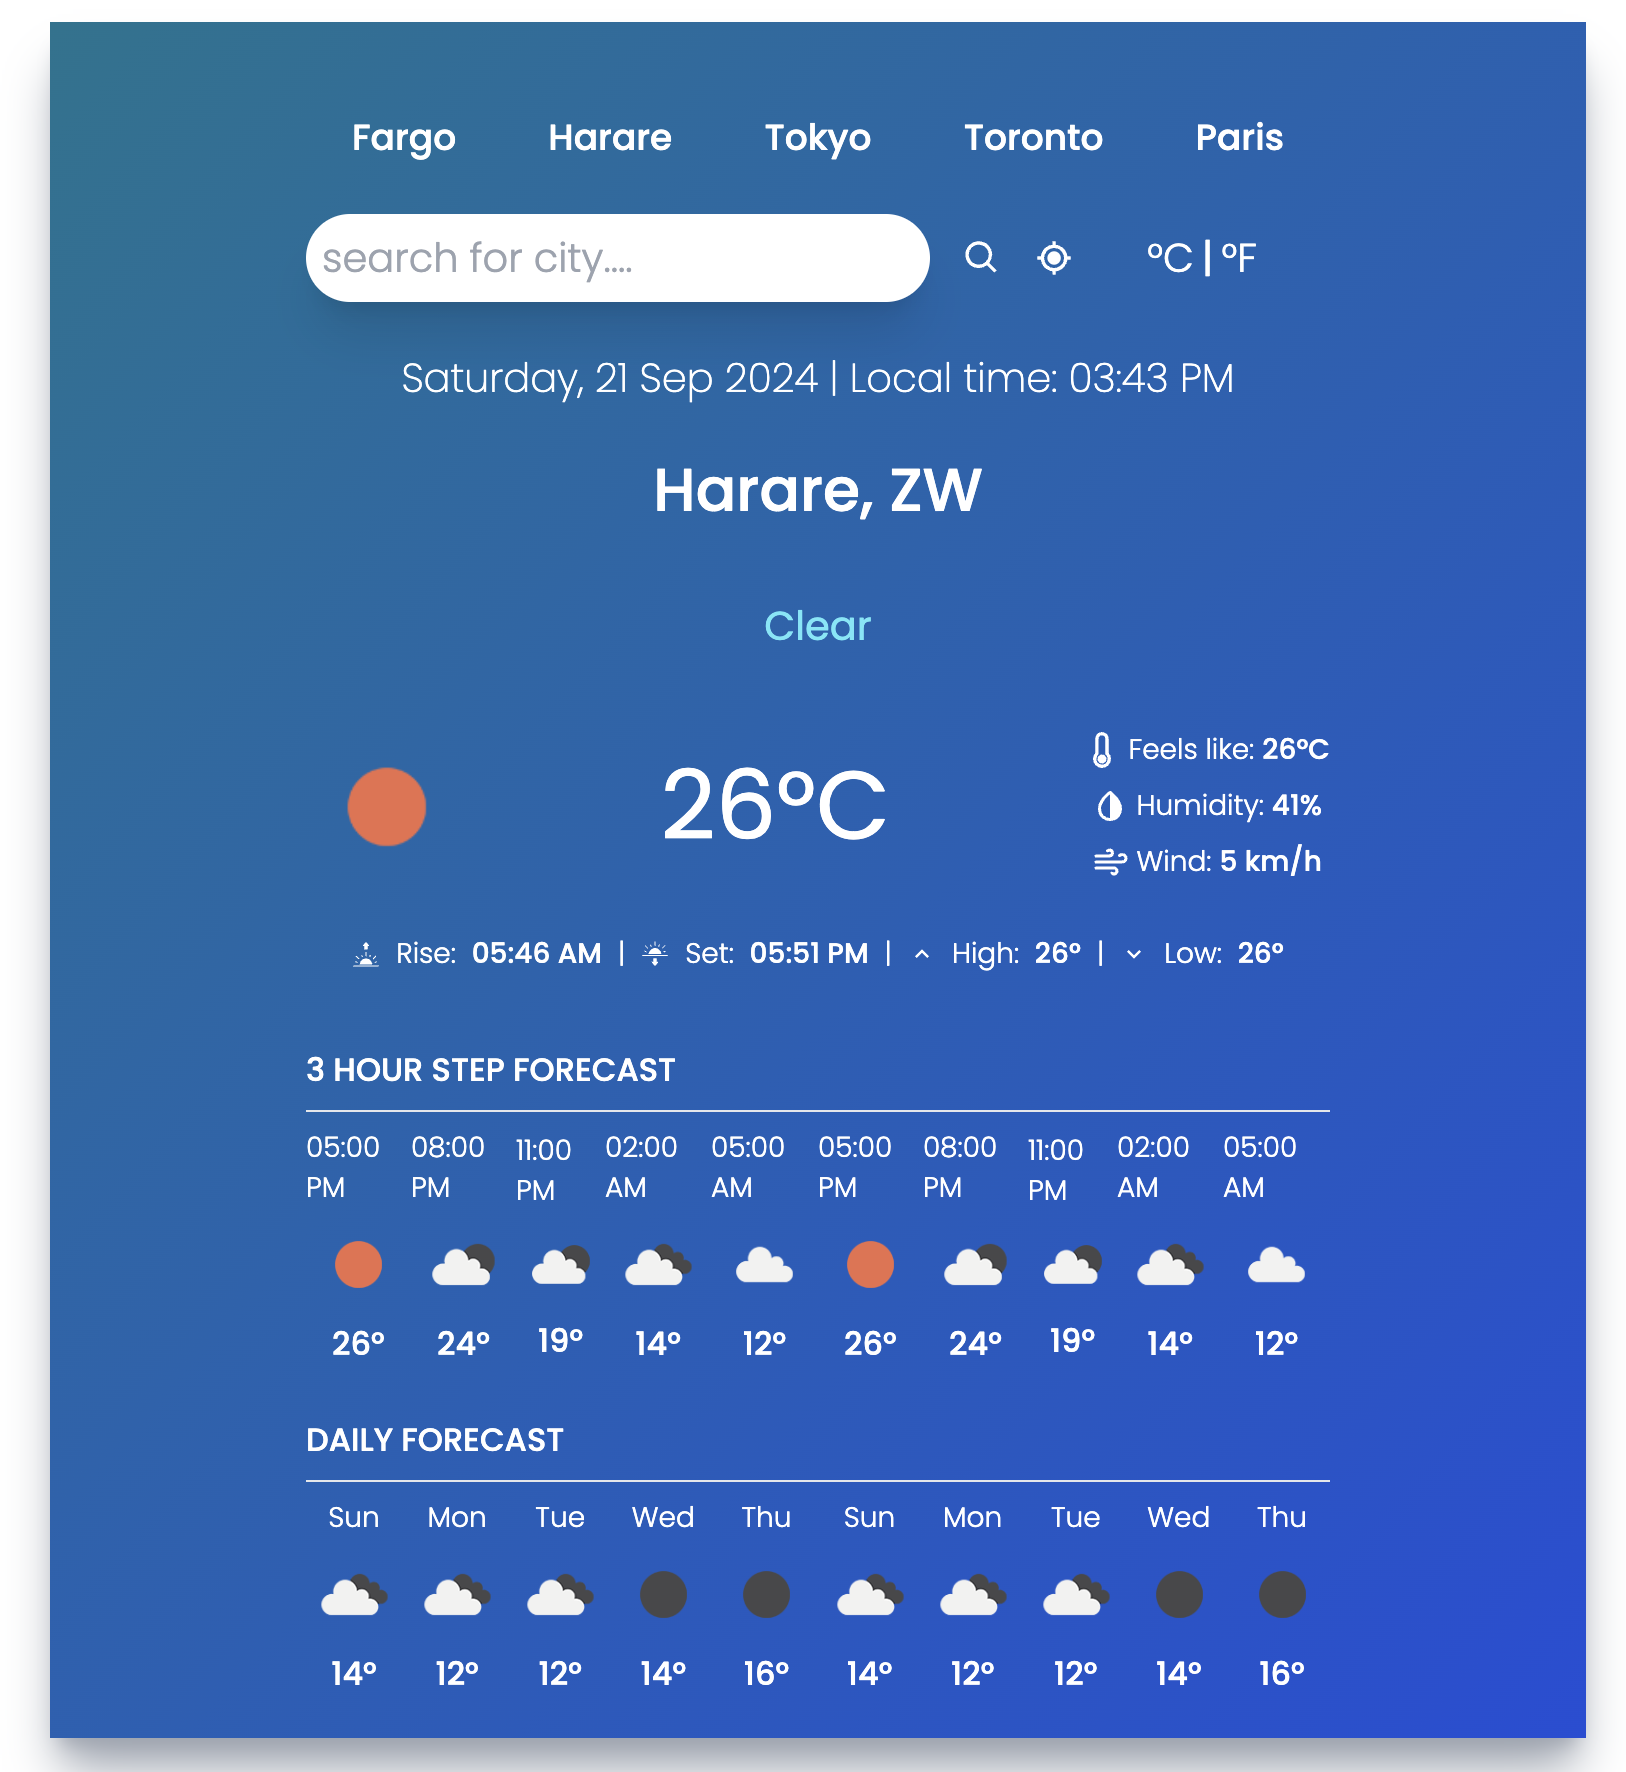 Fargo Harare Tokyo Toronto Paris
search for city....
°C | °F
Saturday, 21 Sep 2024 | Local time: 03:43 PM
Harare, ZW
Clear
26°C
Feels like: 26°C
Humidity: 41%
Wind: 5 km/h
Rise: 05:46 AM | Set: 05:51 PM | High: 26° | Low: 26°
3 HOUR STEP FORECAST
05:00 PM 08:00 PM 11:00 PM 02:00 AM 05:00 AM 05:00 PM 08:00 PM 11:00 PM 02:00 AM 05:00 AM
26° 24° 19° 14° 12° 26° 24° 19° 14° 12°
DAILY FORECAST
Sun Mon Tue Wed Thu Sun Mon Tue Wed Thu
14° 12° 12° 14° 16° 14° 12° 12° 14° 16°